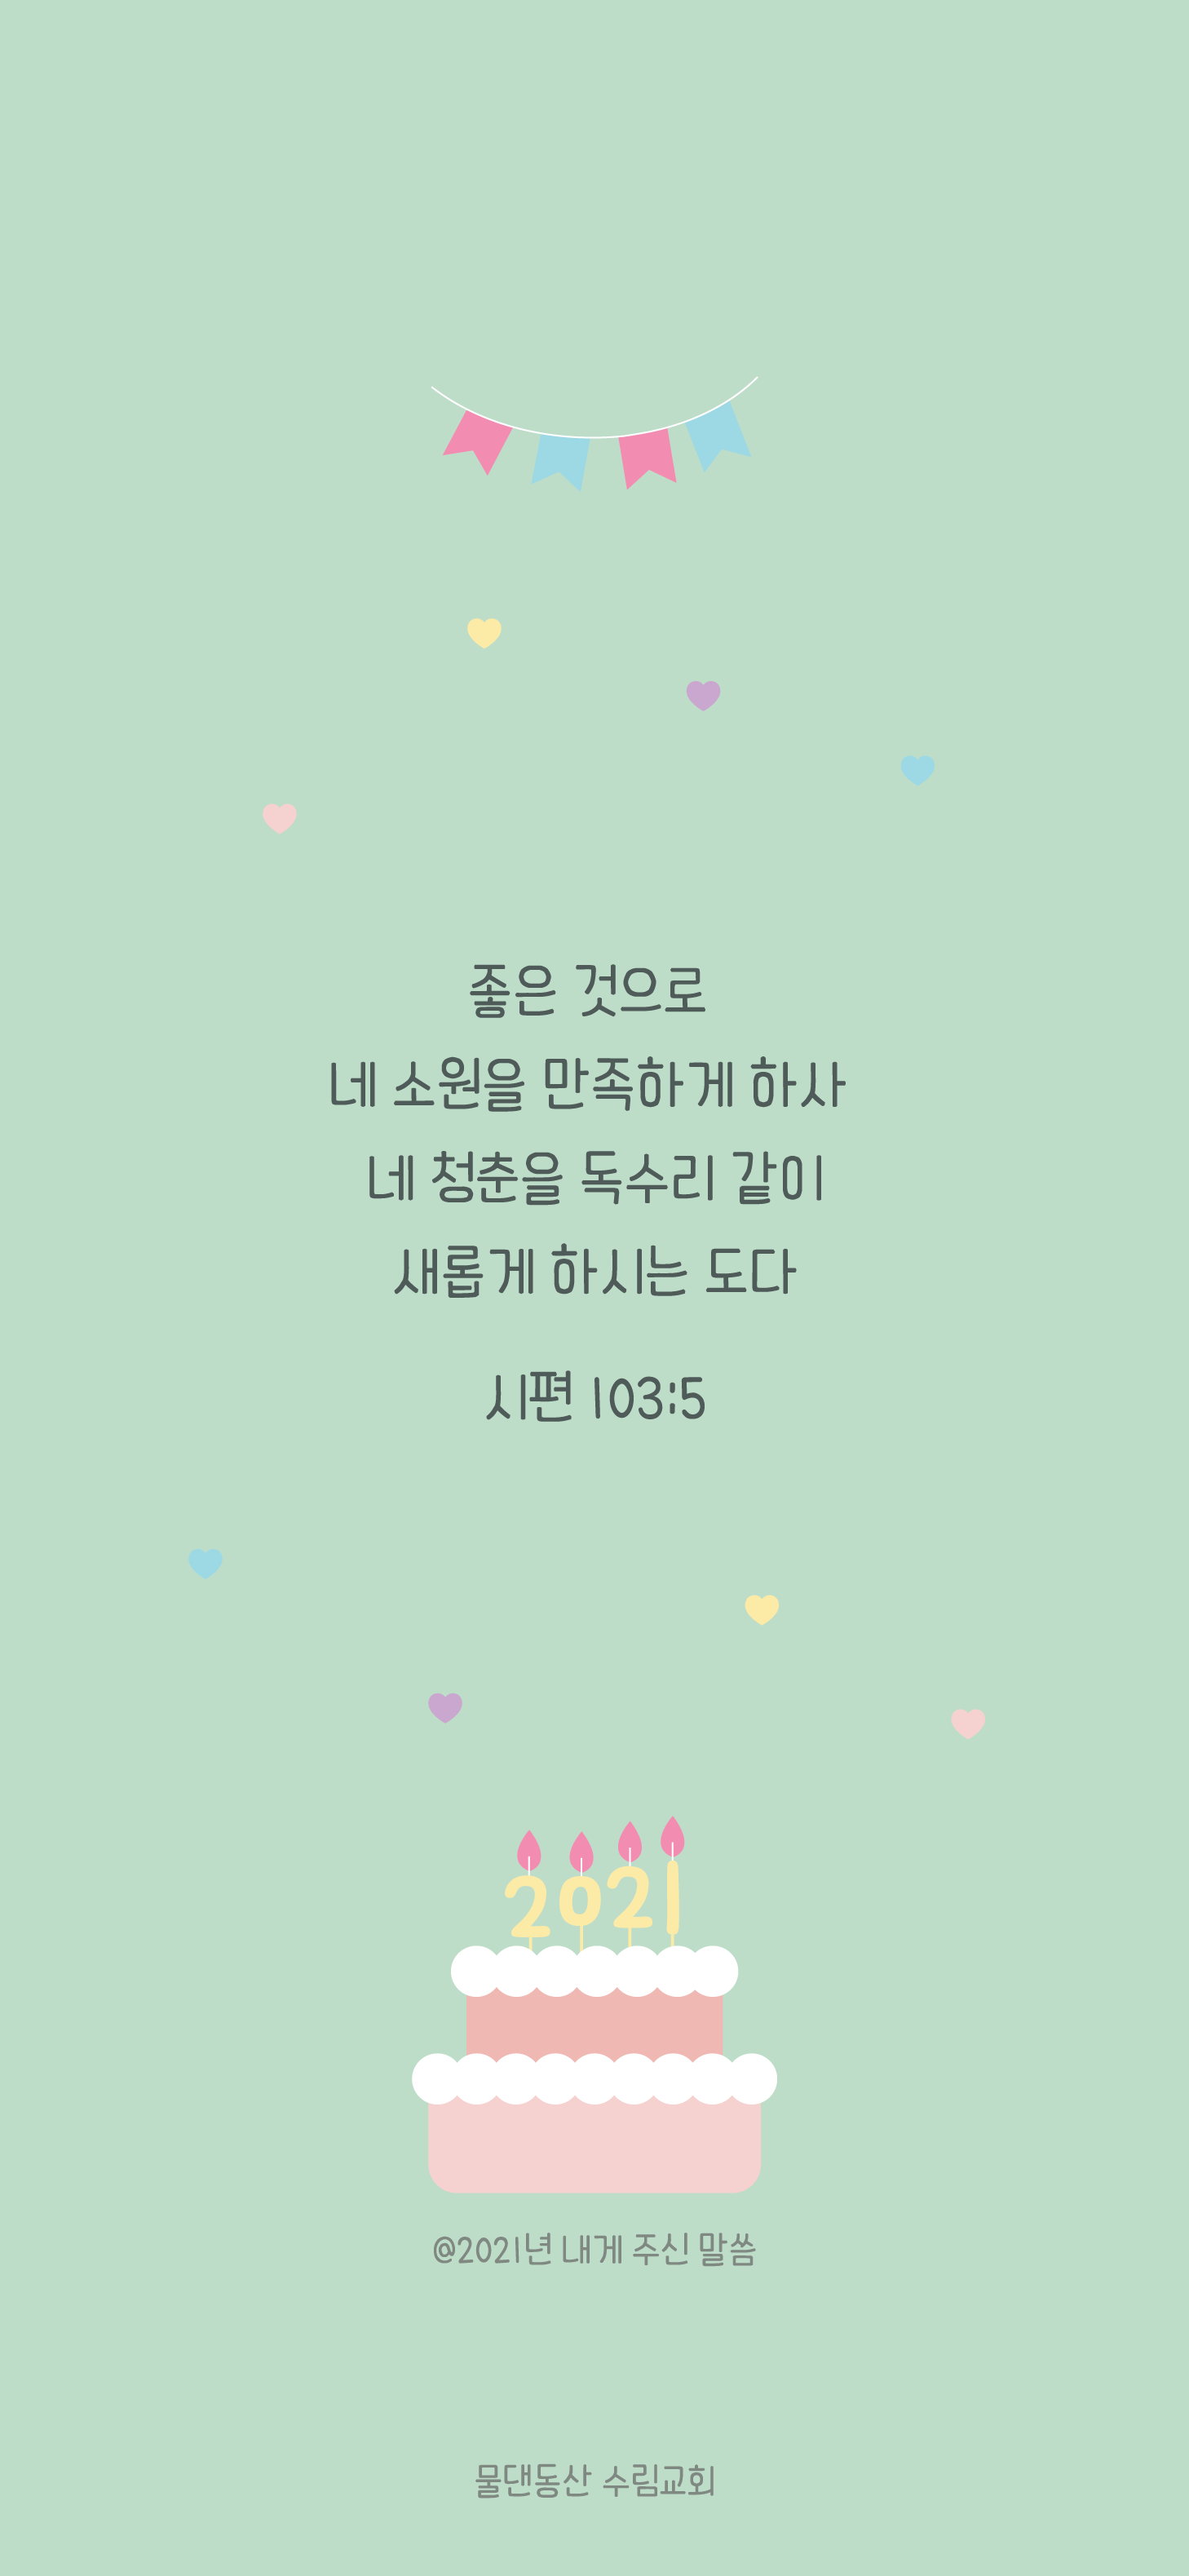 좋은 것으로
네 소원을 만족하게 하사
네 청춘을 독수리 같이
새롭게 하시는 도다
시편 103:5
2021
@2021년 내게 주신 말씀
물댄동산 수림교회